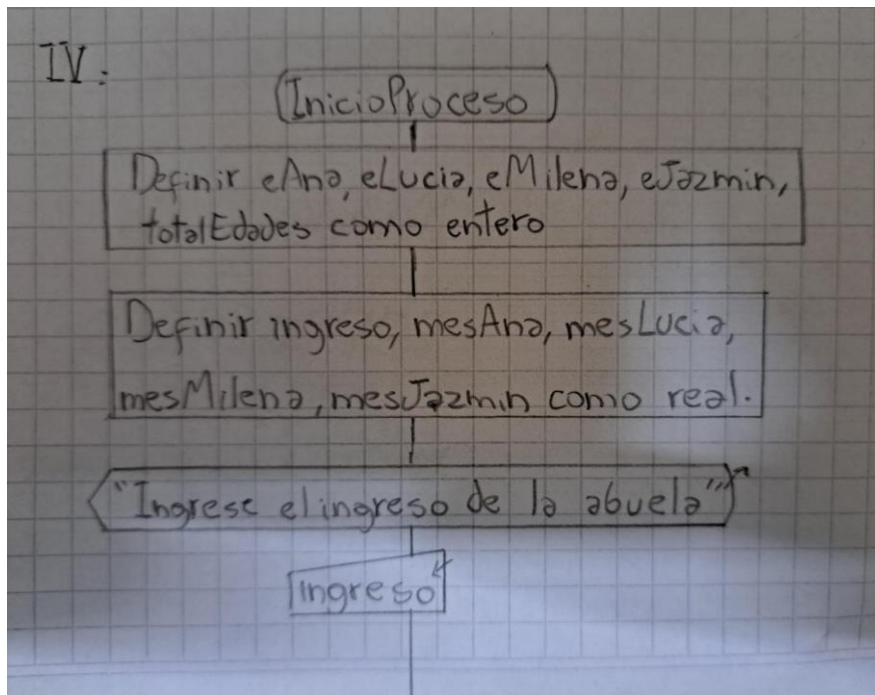 IV:
InicioProceso
Definir eAna, eLucia, eMilena, eJazmin,
totalEdades como entero
Definir ingreso, mesAna, mesLucia,
mesMilena, mesJazmin como real.
"Ingrese el ingreso de la abuela"
Ingreso